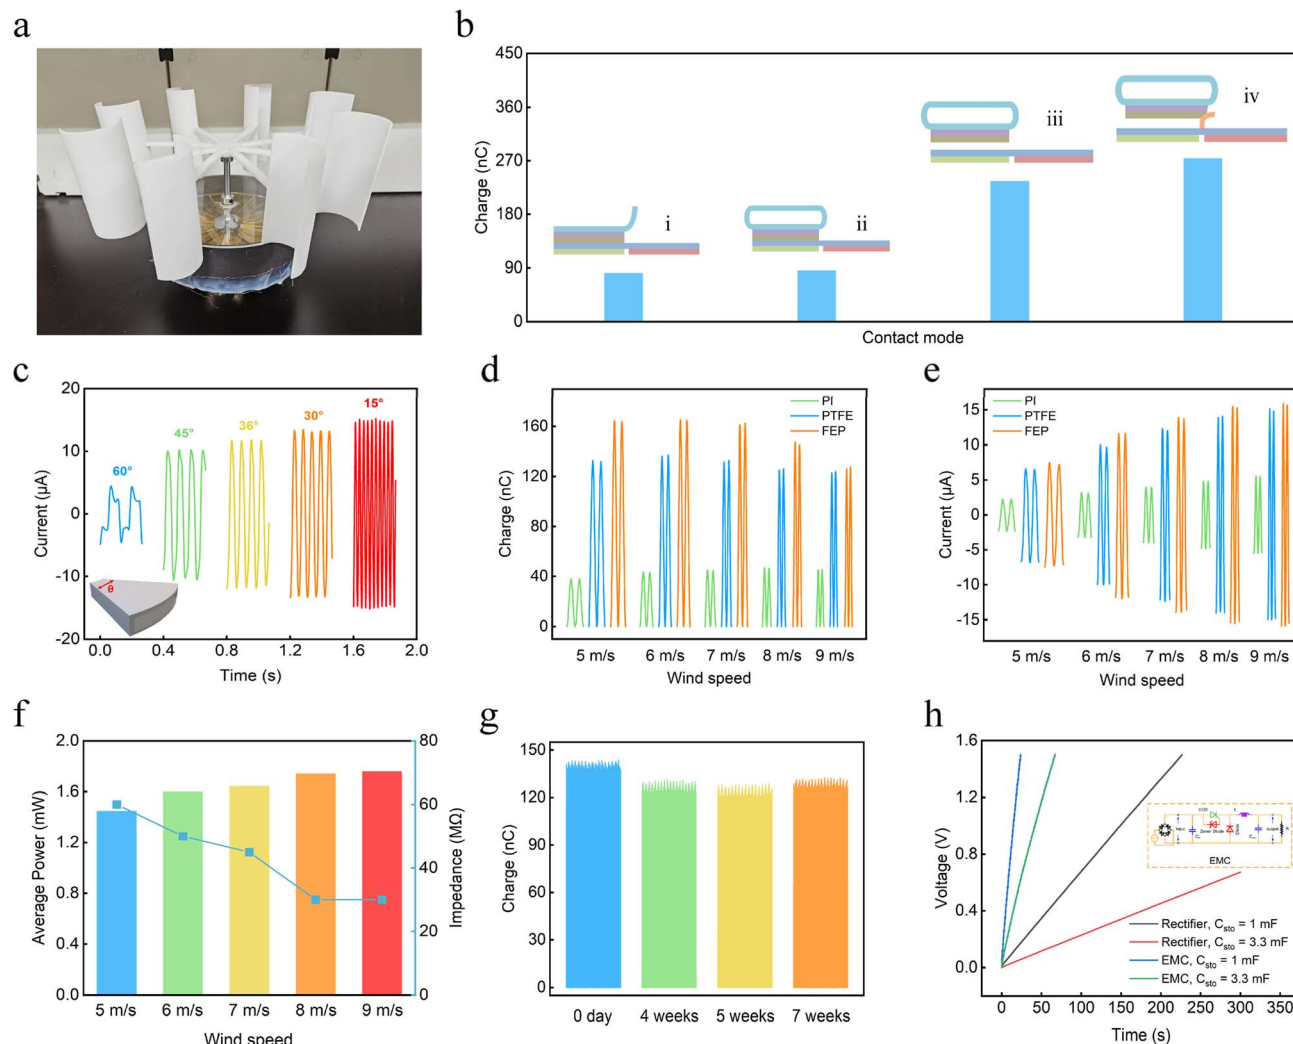 a
b
450
360
270
180
90
0
Charge (nC)
i
ii
iii
iv
Contact mode
c
20
10
0
-10
-20
Current (μA)
60°
45°
36°
30°
15°
θ
0.0 0.4 0.8 1.2 1.6 2.0
Time (s)
d
160
120
80
40
0
Charge (nC)
PI
PTFE
FEP
5 m/s 6 m/s 7 m/s 8 m/s 9 m/s
Wind speed
e
15
10
5
0
-5
-10
-15
Current (μA)
PI
PTFE
FEP
5 m/s 6 m/s 7 m/s 8 m/s 9 m/s
Wind speed
f
2.0
1.6
1.2
0.8
0.4
0.0
Average Power (mW)
80
60
40
20
0
Impedance (MΩ)
5 m/s 6 m/s 7 m/s 8 m/s 9 m/s
Wind speed
g
150
120
90
60
30
0
Charge (nC)
0 day 4 weeks 5 weeks 7 weeks
h
1.6
1.2
0.8
0.4
0.0
Voltage (V)
Input
Zener Diode
Diode
L
output
EMC
Rectifier, Csto = 1 mF
Rectifier, Csto = 3.3 mF
EMC, Csto = 1 mF
EMC, Csto = 3.3 mF
0 50 100 150 200 250 300 350
Time (s)